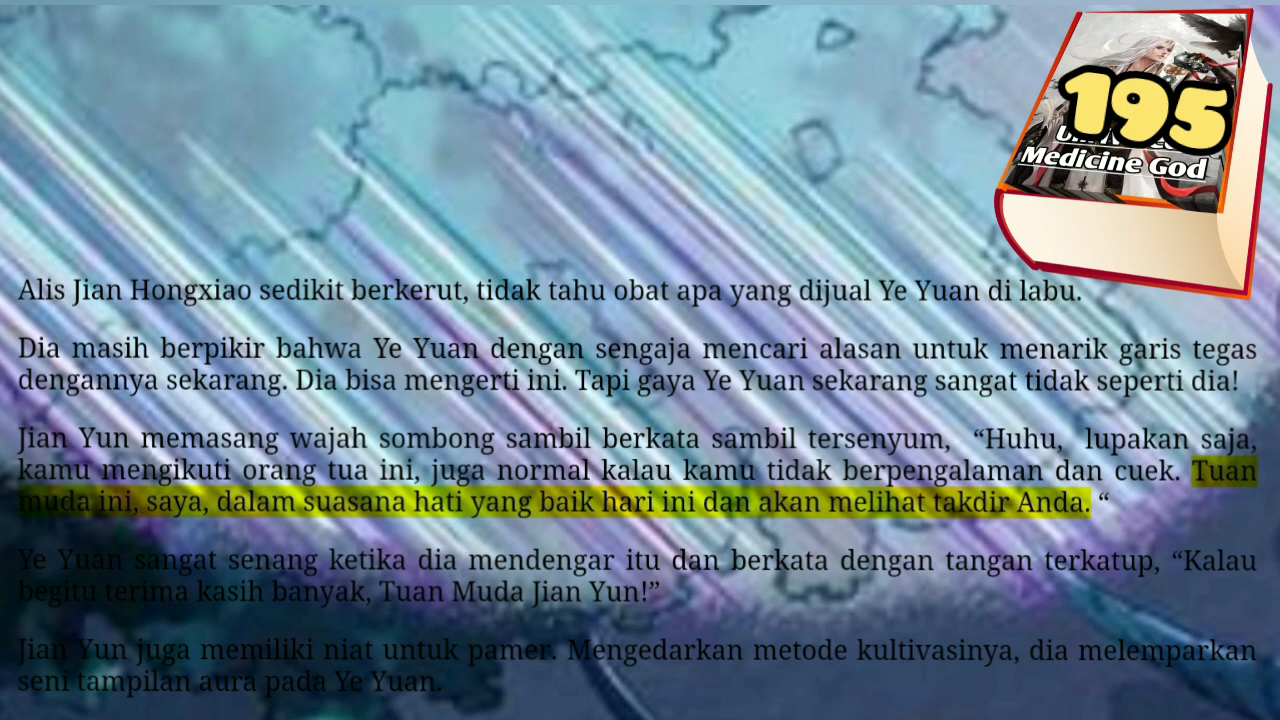 195
Medicine God
Alis Jian Hongxiao sedikit berkerut, tidak tahu obat apa yang dijual Ye Yuan di labu.
Dia masih berpikir bahwa Ye Yuan dengan sengaja mencari alasan untuk menarik garis tegas
dengannya sekarang. Dia bisa mengerti ini. Tapi gaya Ye Yuan sekarang sangat tidak seperti dia!
Jian Yun memasang wajah sombong sambil berkata sambil tersenyum, “Huhu, lupakan saja,
kamu mengikuti orang tua ini, juga normal kalau kamu tidak berpengalaman dan cuek. Tuan
muda ini, saya, dalam suasana hati yang baik hari ini dan akan melihat takdir Anda. “
Ye Yuan sangat senang ketika dia mendengar itu dan berkata dengan tangan terkatup, “Kalau
begitu terima kasih banyak, Tuan Muda Jian Yun!”
Jian Yun juga memiliki niat untuk pamer. Mengedarkan metode kultivasinya, dia melemparkan
seni tampilan aura pada Ye Yuan.